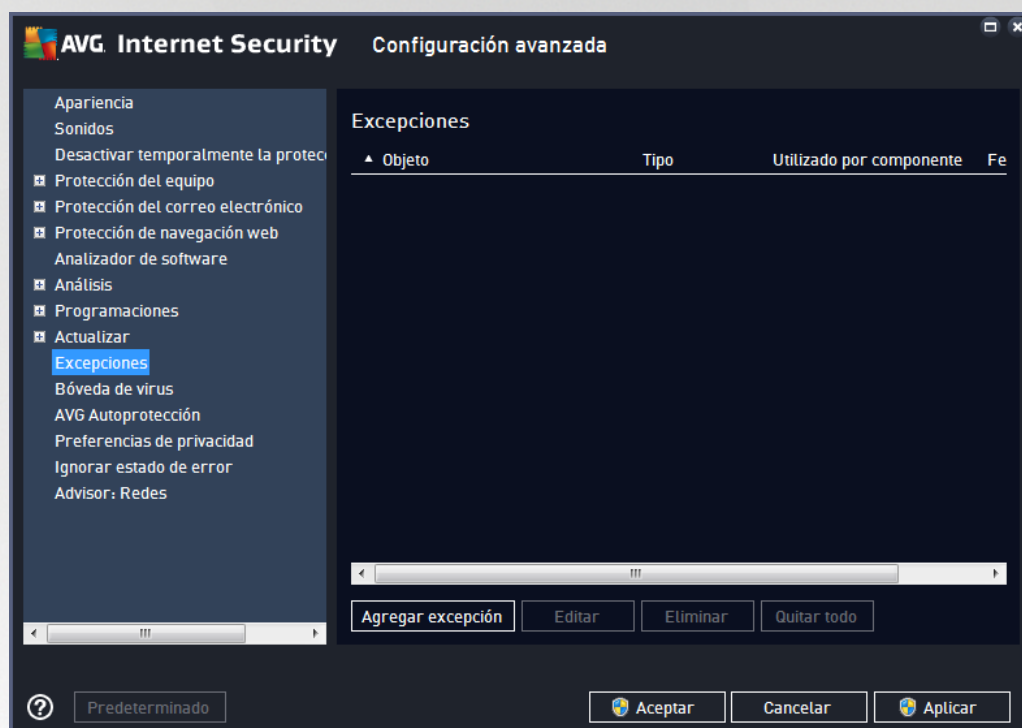 AVG. Internet Security Configuración avanzada
Apariencia
Sonidos
Desactivar temporalmente la protec
Protección del equipo
Protección del correo electrónico
Protección de navegación web
Analizador de software
Análisis
Programaciones
Actualizar
Excepciones
Bóveda de virus
AVG Autoprotección
Preferencias de privacidad
Ignorar estado de error
Advisor: Redes
Excepciones
Objeto Tipo Utilizado por componente Fe
Agregar excepción Editar Eliminar Quitar todo
Predeterminado Aceptar Cancelar Aplicar